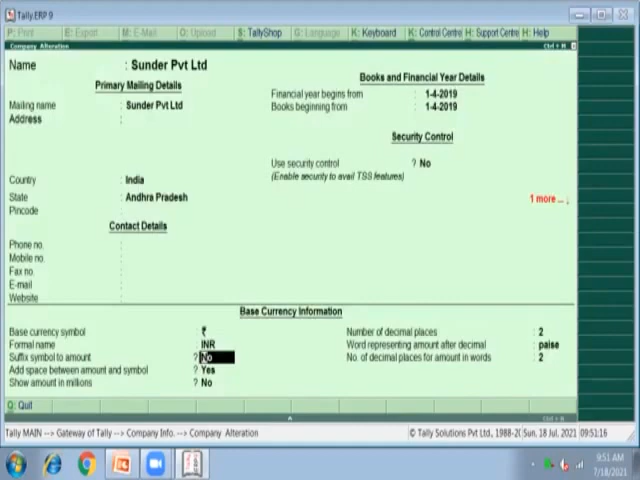 Tally.ERP 9
P: Print E: Export M: E-Mail O: Upload S: TallyShop G: Language K: Keyboard K: Control Centre H: Support Centre H: Help
Company Alteration Ctrl + M
Name : Sunder Pvt Ltd
Primary Mailing Details
Mailing name : Sunder Pvt Ltd
Address :
Country : India
State : Andhra Pradesh
Pincode :
Contact Details
Phone no. :
Mobile no. :
Fax no. :
E-mail :
Website :
Books and Financial Year Details
Financial year begins from : 1-4-2019
Books beginning from : 1-4-2019
Security Control
Use security control ? No
(Enable security to avail TSS features)
1 more ...
Base Currency Information
Base currency symbol : ₹
Formal name : INR
Suffix symbol to amount ? No
Add space between amount and symbol ? Yes
Show amount in millions ? No
Number of decimal places : 2
Word representing amount after decimal : paise
No. of decimal places for amount in words : 2
Q: Quit
Tally MAIN --> Gateway of Tally --> Company Info. --> Company Alteration © Tally Solutions Pvt Ltd., 1988-20 Sun, 18 Jul, 2021 09:51:16
9:51 AM
7/18/2021